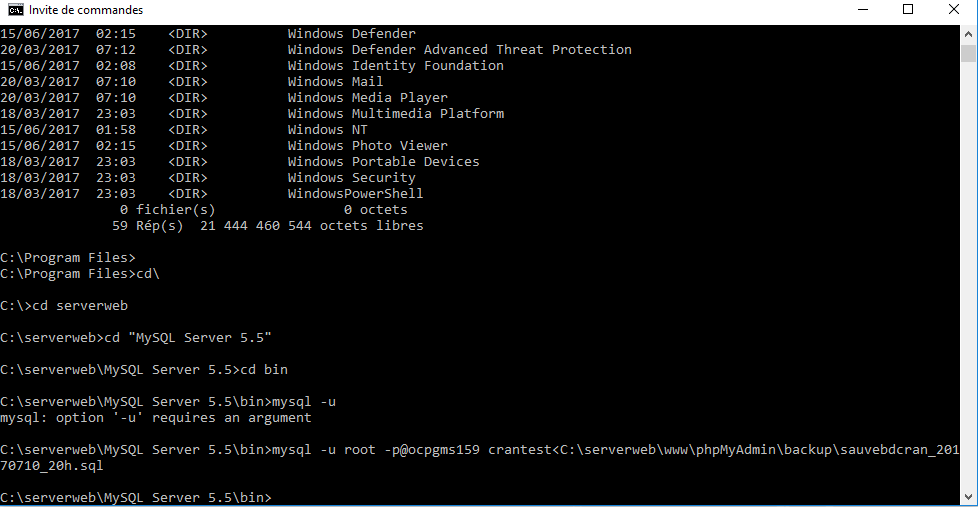 Invite de commandes
15/06/2017  02:15    <DIR>          Windows Defender
20/03/2017  07:12    <DIR>          Windows Defender Advanced Threat Protection
15/06/2017  02:08    <DIR>          Windows Identity Foundation
20/03/2017  07:10    <DIR>          Windows Mail
20/03/2017  07:10    <DIR>          Windows Media Player
18/03/2017  23:03    <DIR>          Windows Multimedia Platform
15/06/2017  01:58    <DIR>          Windows NT
15/06/2017  02:15    <DIR>          Windows Photo Viewer
18/03/2017  23:03    <DIR>          Windows Portable Devices
18/03/2017  23:03    <DIR>          Windows Security
18/03/2017  23:03    <DIR>          WindowsPowerShell
               0 fichier(s)                0 octets
              59 Rép(s)  21 444 460 544 octets libres
C:\Program Files>
C:\Program Files>cd\
C:\>cd serverweb
C:\serverweb>cd "MySQL Server 5.5"
C:\serverweb\MySQL Server 5.5>cd bin
C:\serverweb\MySQL Server 5.5\bin>mysql -u
mysql: option '-u' requires an argument
C:\serverweb\MySQL Server 5.5\bin>mysql -u root -p@ocpgms159 crantest<C:\serverweb\www\phpMyAdmin\backup\sauvebdcran_201
70710_20h.sql
C:\serverweb\MySQL Server 5.5\bin>